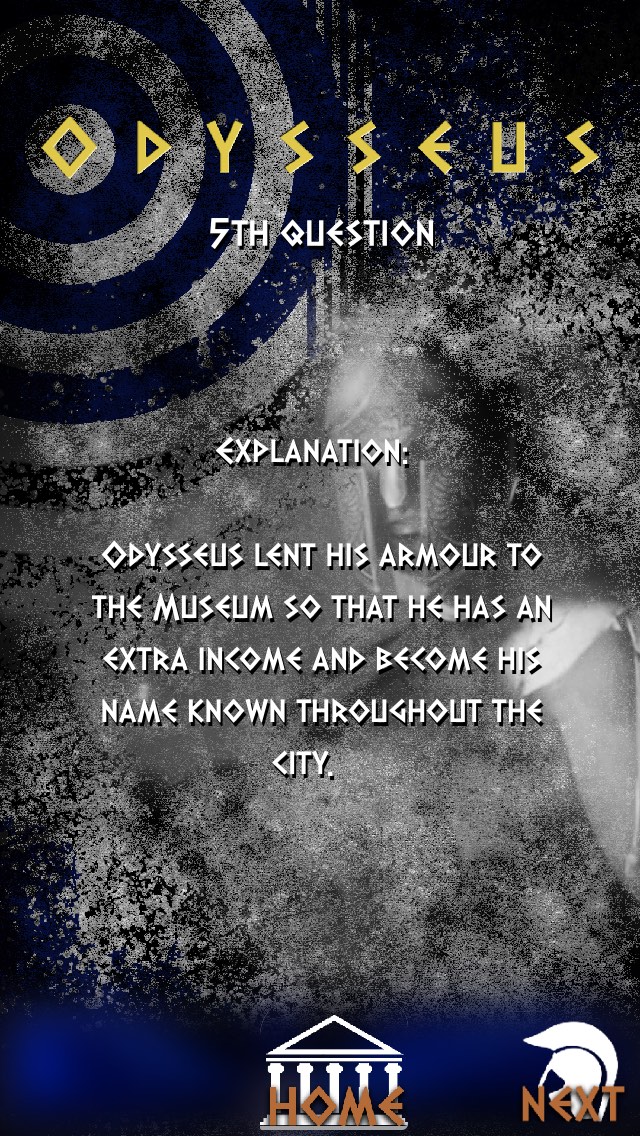 ODYSSEUS
5TH QUESTION
EXPLANATION:
ODYSSEUS LENT HIS ARMOUR TO
THE MUSEUM SO THAT HE HAS AN
EXTRA INCOME AND BECOME HIS
NAME KNOWN THROUGHOUT THE
CITY.
HOME
NEXT